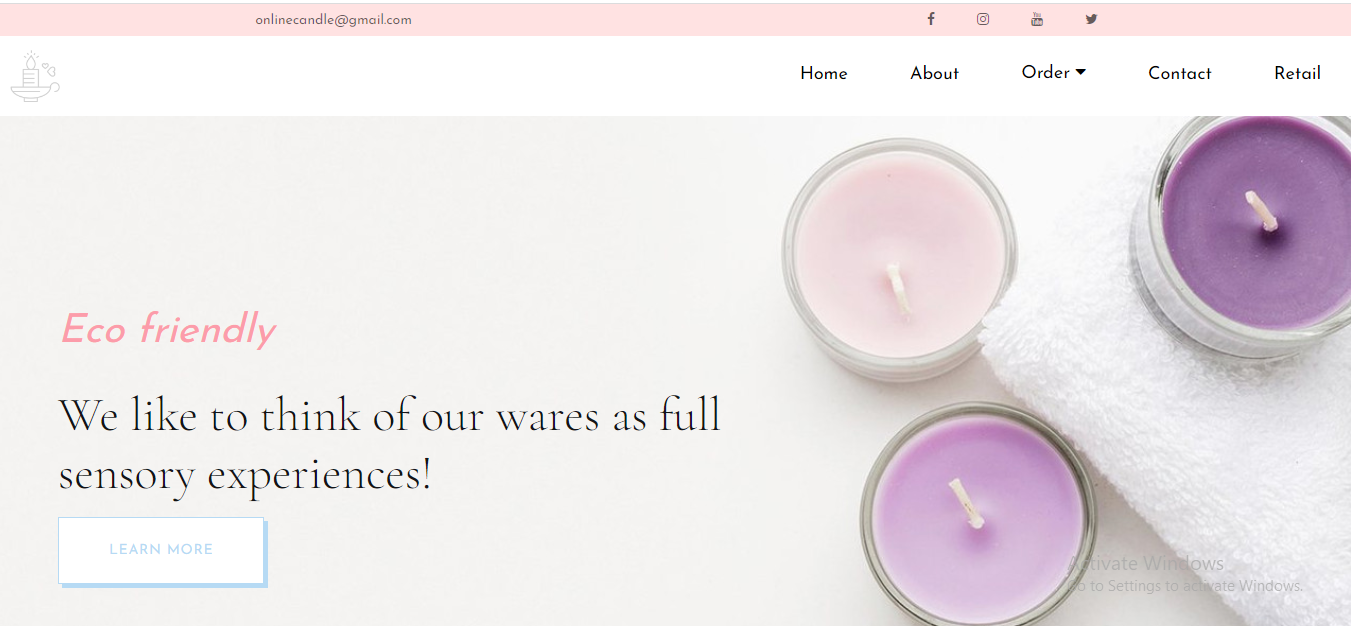 onlinecandle@gmail.com
Home About Order Contact Retail
Eco friendly
We like to think of our wares as full
sensory experiences!
LEARN MORE
Activate Windows
Go to Settings to activate Windows.